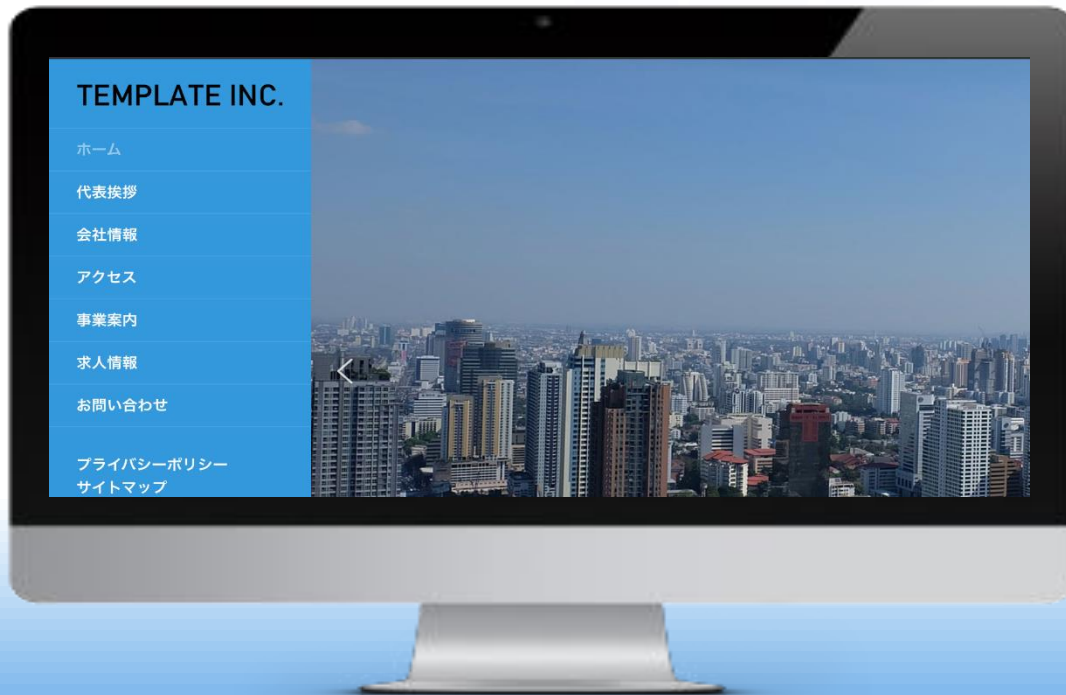 TEMPLATE INC.
ホーム
代表挨拶
会社情報
アクセス
事業案内
求人情報
お問い合わせ
プライバシーポリシー
サイトマップ